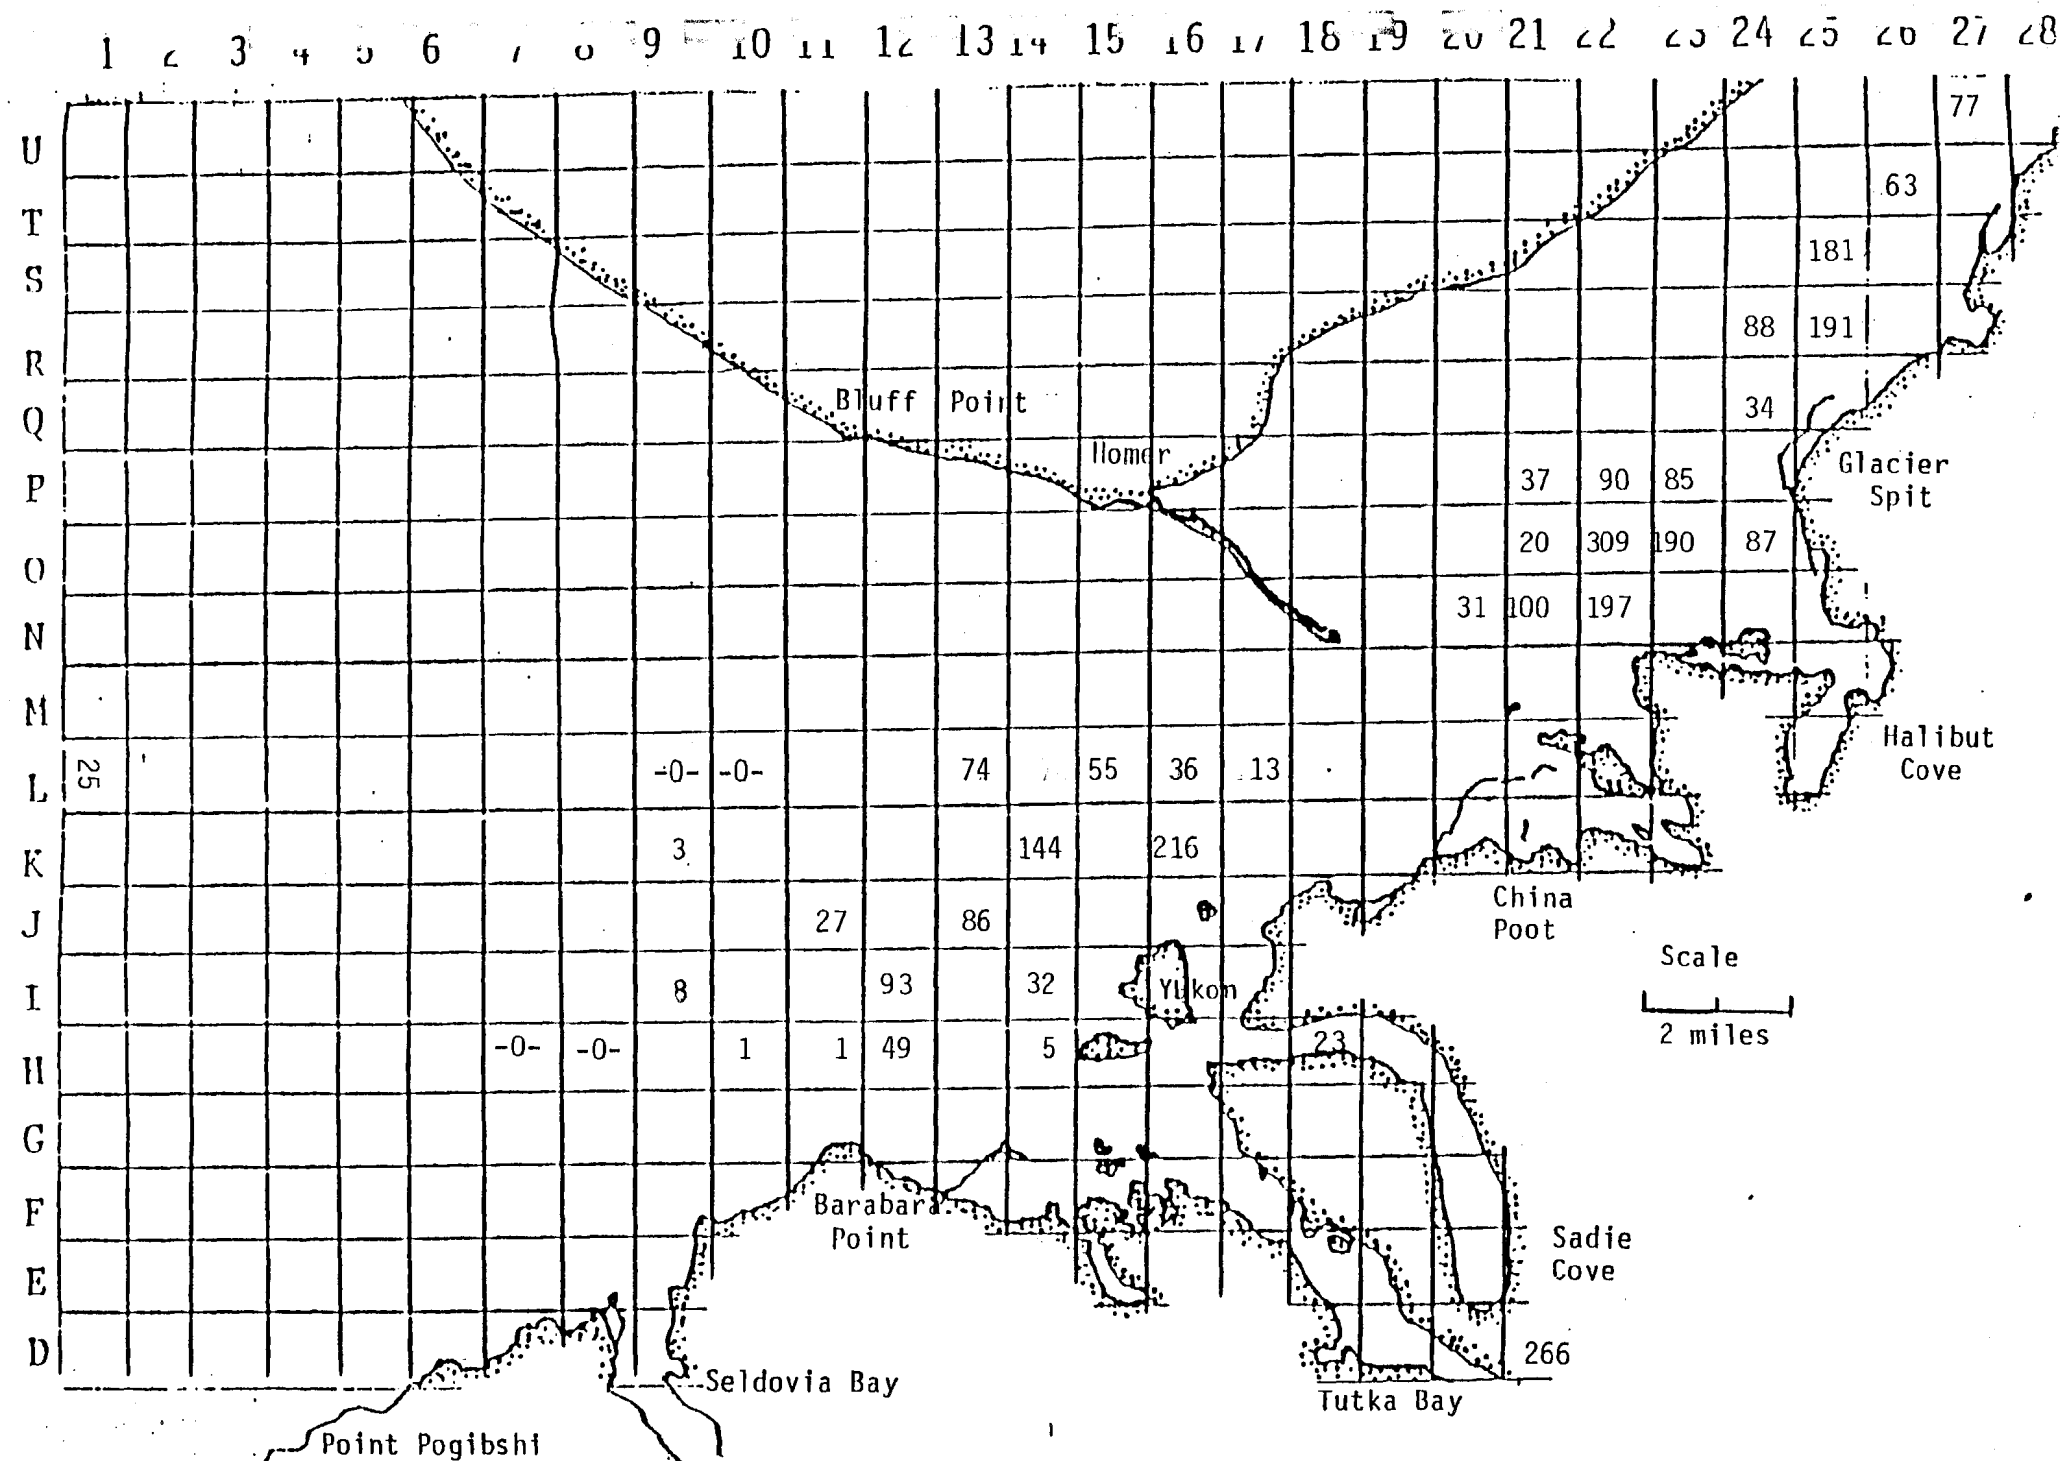 1 2 3 4 5 6 7 8 9 10 11 12 13 14 15 16 17 18 19 20 21 22 23 24 25 26 27 28
77
U
63
T
181
S
88 191
R
Bluff Point
34
Q
Homer
Glacier
Spit
37 90 85
P
20 309 190 87
O
31 100 197
N
M
Halibut
Cove
25
-0- -0- 74 55 36 13
L
3 144 216
K
China
Poot
27 86
J
Scale
8 93 32
Yukon
I
2 miles
-0- -0- 1 1 49 5 23
H
G
Barabara
Point
F
Sadie
Cove
E
D
266
Seldovia Bay
Tutka Bay
Point Pogibshi